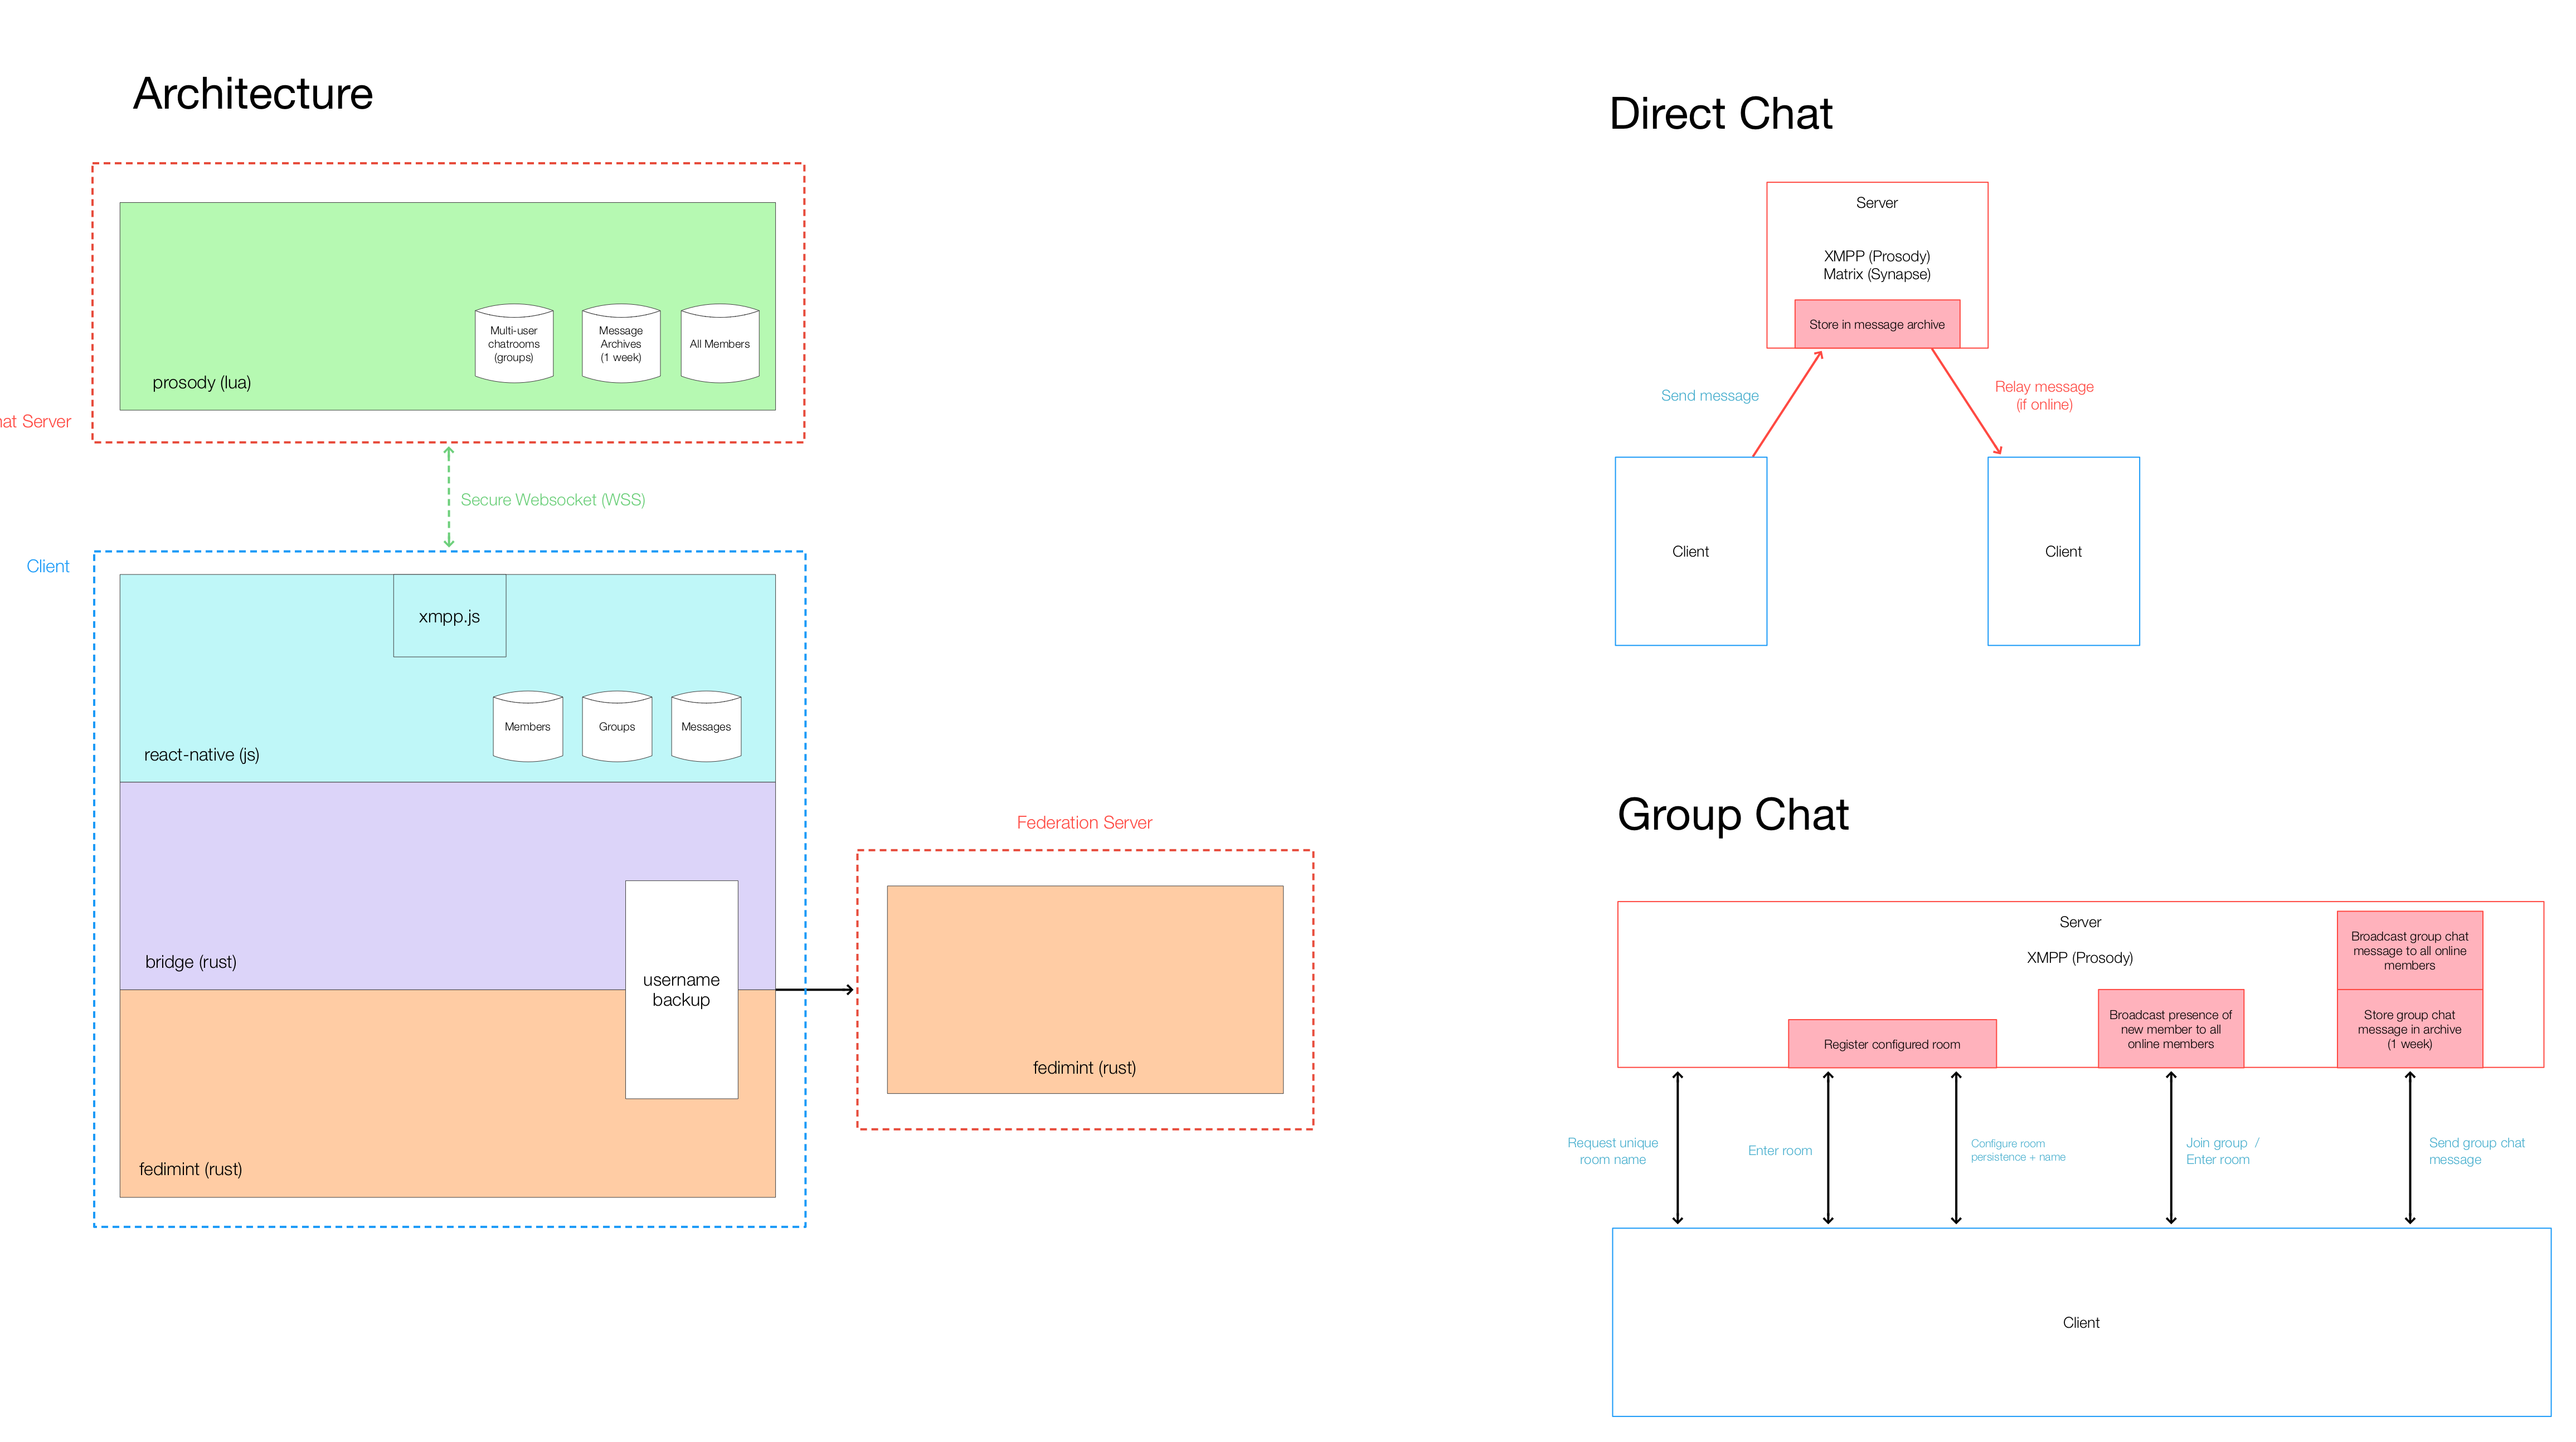 Architecture
Multi-user
chatrooms
(groups)
Message
Archives
(1 week)
All Members
prosody (lua)
Server
Secure Websocket (WSS)
Client
xmpp.js
Members
Groups
Messages
react-native (js)
bridge (rust)
username
backup
fedimint (rust)
Federation Server
fedimint (rust)
Direct Chat
Server
XMPP (Prosody)
Matrix (Synapse)
Store in message archive
Send message
Relay message
(if online)
Client
Client
Group Chat
Server
XMPP (Prosody)
Register configured room
Broadcast presence of
new member to all
online members
Broadcast group chat
message to all online
members
Store group chat
message in archive
(1 week)
Request unique
room name
Enter room
Configure room
persistence + name
Join group /
Enter room
Send group chat
message
Client